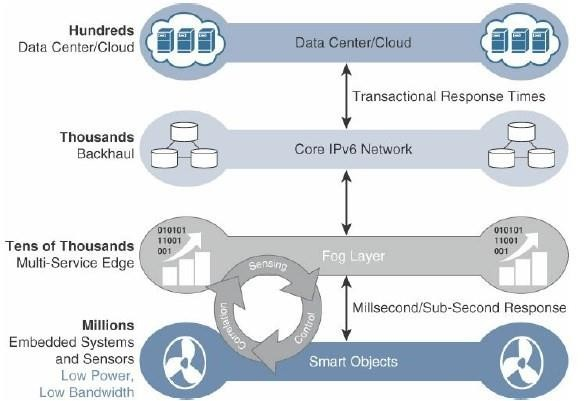 Hundreds
Data Center/Cloud
Data Center/Cloud
Transactional Response Times
Thousands
Backhaul
Core IPv6 Network
Tens of Thousands
Multi-Service Edge
010101
11001
001
Fog Layer
010101
11001
001
Sensing
Control
Correlation
Millsecond/Sub-Second Response
Millions
Embedded Systems
and Sensors
Low Power,
Low Bandwidth
Smart Objects